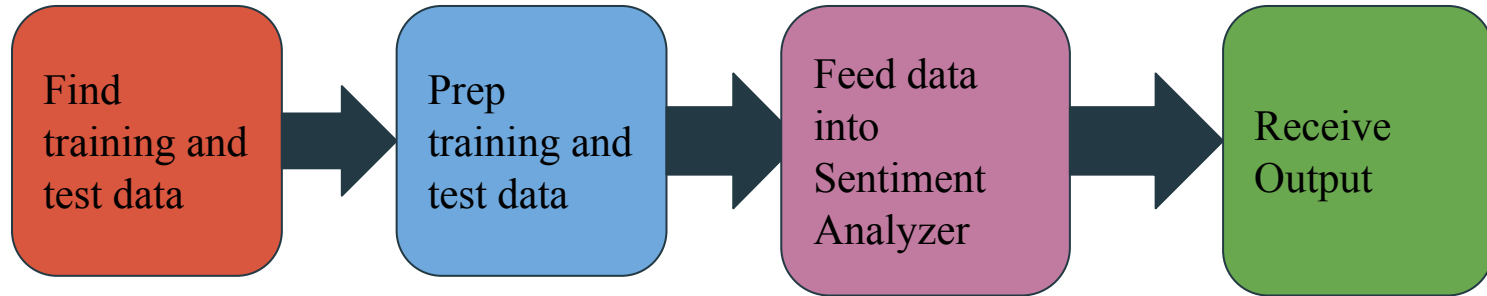 Find
training and
test data
Prep
training and
test data
Feed data
into
Sentiment
Analyzer
Receive
Output